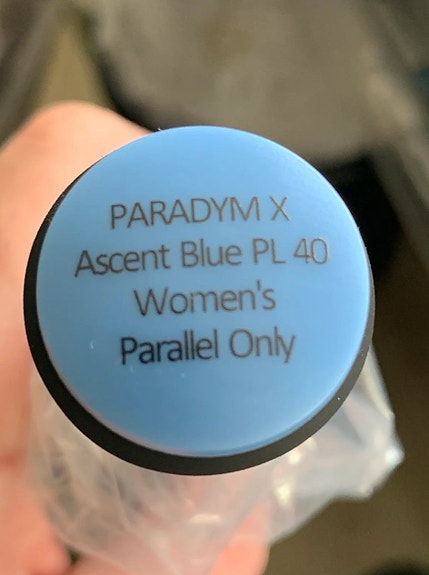 PARADYM X
Ascent Blue PL 40
Women's
Parallel Only